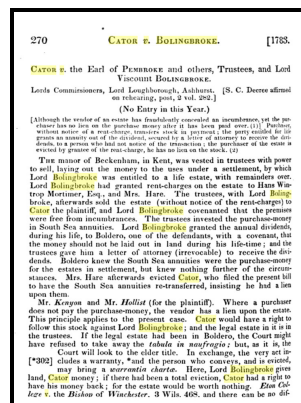 270 CATOR v. BOLINGBROKE. [1783.
CATOR v. the Earl of PEMBROKE and others, Trustees, and Lord
Viscount BOLINGBROKE.
Lords Commissioners, Lord Loughborough, Ashhurst. [S. C. Decree affirmed
on rehearing, post, 2 vol. 282.]
(No Entry in this Year.)
[Although the vendor of an estate has fraudulently concealed an incumbrance, yet the pur-
chaser has no lien on the purchase money after it has been paid over. (1)] Purchaser,
without notice of a rent-charge, transfers stock in payment; the party entitled for life
grants an annuity out of the dividend, secured by a letter of attorney to receive the divi-
dends, to a person who had not notice of the transaction; the purchaser of the estate is
evicted by grantee of the rent-charge, he has no lien on the stock. (2)
THE manor of Beckenham, in Kent, was vested in trustees with power
to sell, laying out the money to the uses under a settlement, by which
Lord Bolingbroke was entitled to a life estate, with remainders over.
Lord Bolingbroke had granted rent-charges on the estate to Hans Win-
trop Mortimer, Esq., and Mrs. Hare. The trustees, with Lord Boling-
broke, afterwards sold the estate (without notice of the rent-charges) to
Cator the plaintiff, and Lord Bolingbroke covenanted that the premises
were free from incumbrances. The trustees invested the purchase-money
in South Sea annuities. Lord Bolingbroke granted the annual dividends,
during his life, to Boldero, one of the defendants, with a covenant, that
the money should not be laid out in land during his life-time; and the
trustees gave him a letter of attorney (irrevocable) to receive the divi-
dends. Boldero knew the South Sea annuities were the purchase-money
for the estates in settlement, but knew nothing further of the circum-
stances. Mrs. Hare afterwards evicted Cator, who filed the present bill
to have the South Sea annuities re-transferred, insisting he had a lien
upon them.
Mr. Kenyon and Mr. Hollist (for the plaintiff). Where a purchaser
does not pay the purchase-money, the vendor has a lien upon the estate.
This principle applies to the present case. Cator would have a right to
follow this stock against Lord Bolingbroke; and the legal estate in it is in
the trustees. If the legal estate had been in Boldero, the Court might
have refused to take away the tabula in naufragio; but, as it is, the
Court will look to the older title. In exchange, the very act in-
[*302] cludes a warranty, * and the person who conveys, and is evicted,
may bring a warrantia chartæ. Here, Lord Bolingbroke gives
land, Cator money; if there had been a total eviction, Cator had a right to
have his money back; for the estate would be worth nothing. Eton Col-
lege v. the Bishop of Winchester, 3 Wils. 468, and there can be no dif-